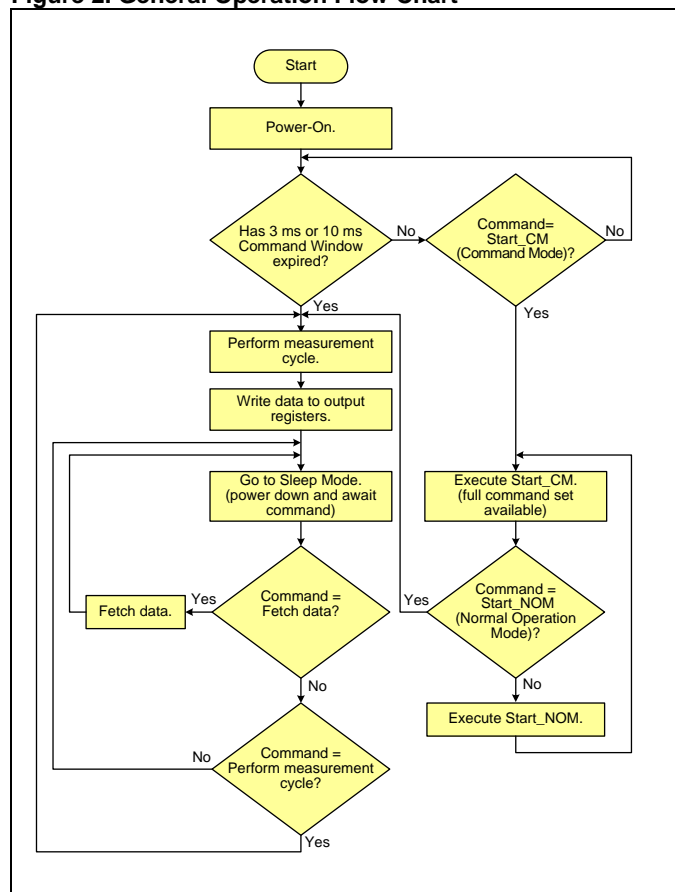 Figure 2. General Operation Flow Chart
Start
Power-On.
Has 3 ms or 10 ms
Command Window
expired?
No
Command=
Start_CM
(Command Mode)?
No
Yes
Yes
Perform measurement
cycle.
Write data to output
registers.
Go to Sleep Mode.
(power down and await
command)
Execute Start_CM.
(full command set
available)
Fetch data.
Yes
Command =
Fetch data?
Yes
Command =
Start_NOM
(Normal Operation
Mode)?
No
No
Execute Start_NOM.
No
Command =
Perform measurement
cycle?
Yes